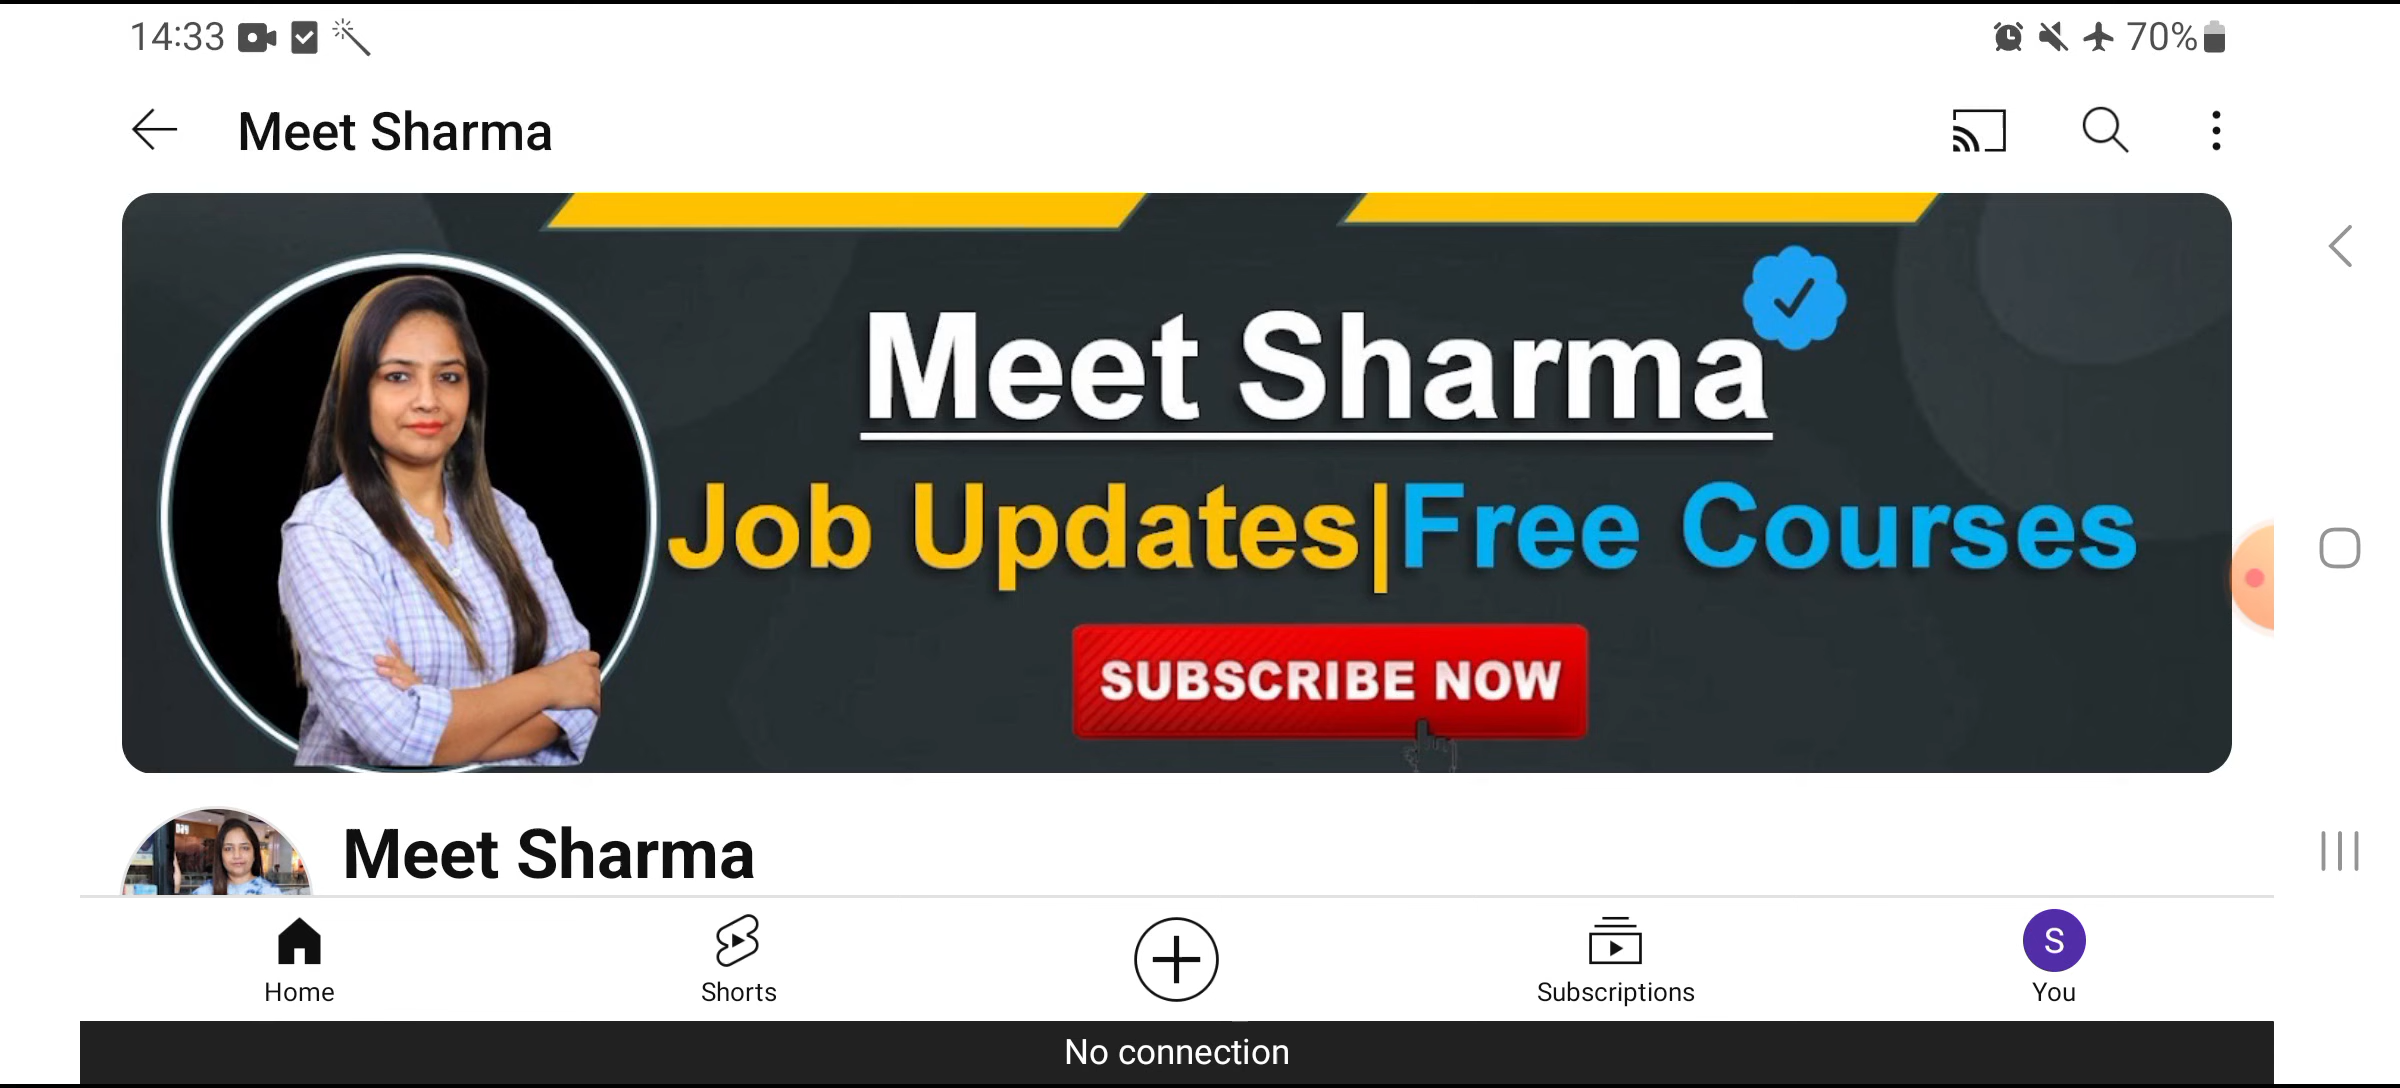 14:33
70%
Meet Sharma
Meet Sharma
Job Updates|Free Courses
SUBSCRIBE NOW
Meet Sharma
Home
Shorts
Subscriptions
S
You
No connection